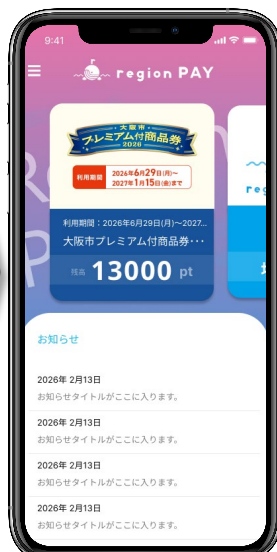 9:41
region PAY
大阪市
プレミアム付商品券
2026
利用期間
2026年6月29日(月)〜
2027年1月15日(金)まで
利用期間：2026年6月29日(月)〜2027...
大阪市プレミアム付商品券･･･
残高 13000 pt
お知らせ
2026年 2月13日
お知らせタイトルがここに入ります。
2026年 2月13日
お知らせタイトルがここに入ります。
2026年 2月13日
お知らせタイトルがここに入ります。
2026年 2月13日
お知らせタイトルがここに入ります。